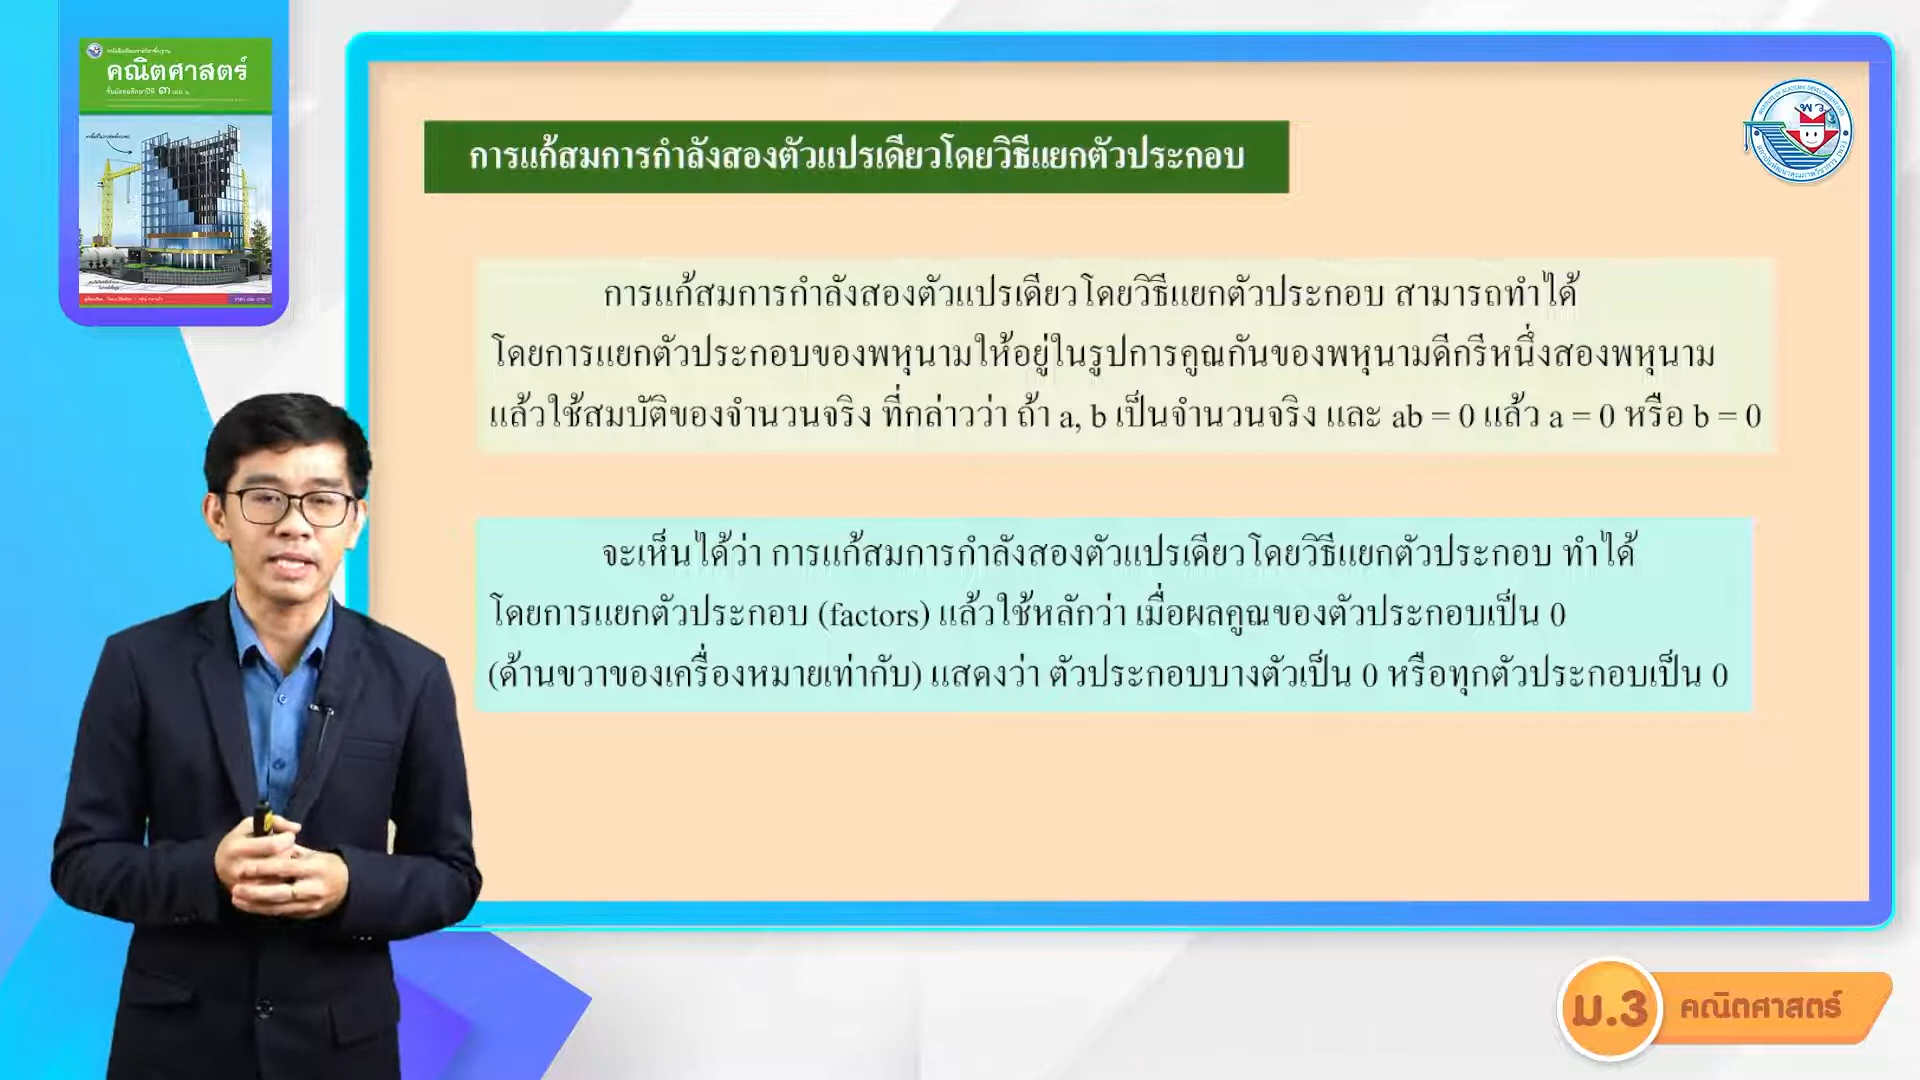 คณิตศาสตร์
การแก้สมการกำลังสองตัวแปรเดียวโดยวิธีแยกตัวประกอบ
การแก้สมการกำลังสองตัวแปรเดียวโดยวิธีแยกตัวประกอบ สามารถทำได้
โดยการแยกตัวประกอบของพหุนามให้อยู่ในรูปการคูณกันของพหุนามดีกรีหนึ่งสองพหุนาม
แล้วใช้สมบัติของจำนวนจริง ที่กล่าวว่า ถ้า a, b เป็นจำนวนจริง และ ab = 0 แล้ว a = 0 หรือ b = 0
จะเห็นได้ว่า การแก้สมการกำลังสองตัวแปรเดียวโดยวิธีแยกตัวประกอบ ทำได้
โดยการแยกตัวประกอบ (factors) แล้วใช้หลักว่า เมื่อผลคูณของตัวประกอบเป็น 0
(ด้านขวาของเครื่องหมายเท่ากับ) แสดงว่า ตัวประกอบบางตัวเป็น 0 หรือทุกตัวประกอบเป็น 0
พว
ม.3 คณิตศาสตร์